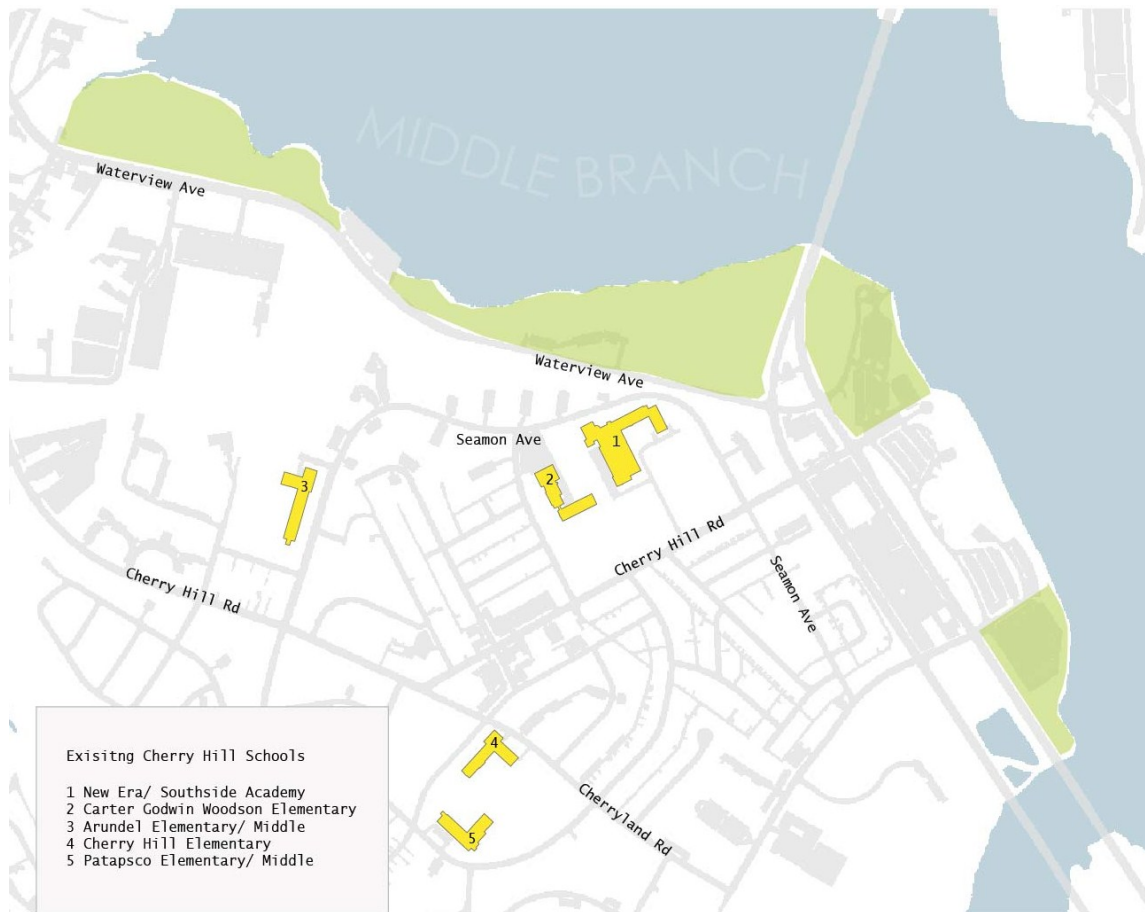 MIDDLE BRANCH
Waterview Ave
Waterview Ave
Seamon Ave
1
2
3
Cherry Hill Rd
Cherry Hill Rd
Seamon Ave
4
Cherryland Rd
5
Exisitng Cherry Hill Schools
1 New Era/ Southside Academy
2 Carter Godwin Woodson Elementary
3 Arundel Elementary/ Middle
4 Cherry Hill Elementary
5 Patapsco Elementary/ Middle